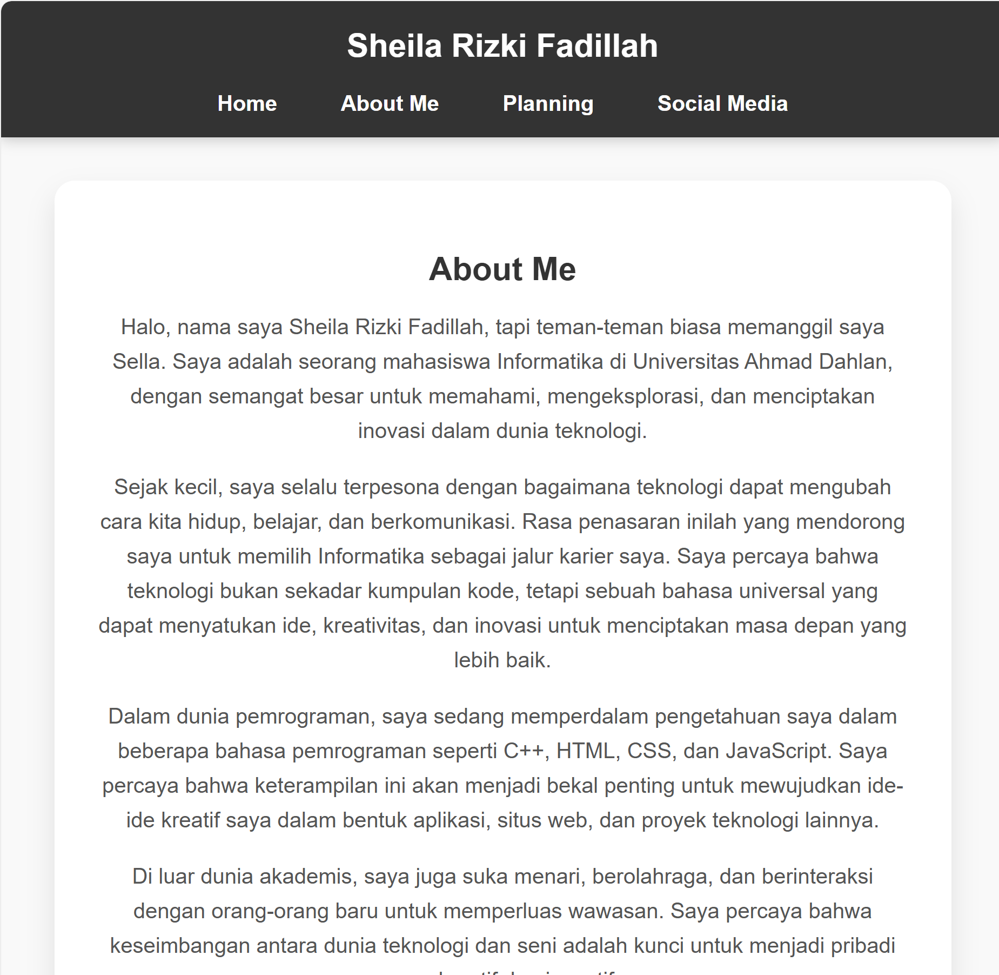 Sheila Rizki Fadillah
Home About Me Planning Social Media
About Me
Halo, nama saya Sheila Rizki Fadillah, tapi teman-teman biasa memanggil saya
Sella. Saya adalah seorang mahasiswa Informatika di Universitas Ahmad Dahlan,
dengan semangat besar untuk memahami, mengeksplorasi, dan menciptakan
inovasi dalam dunia teknologi.
Sejak kecil, saya selalu terpesona dengan bagaimana teknologi dapat mengubah
cara kita hidup, belajar, dan berkomunikasi. Rasa penasaran inilah yang mendorong
saya untuk memilih Informatika sebagai jalur karier saya. Saya percaya bahwa
teknologi bukan sekadar kumpulan kode, tetapi sebuah bahasa universal yang
dapat menyatukan ide, kreativitas, dan inovasi untuk menciptakan masa depan yang
lebih baik.
Dalam dunia pemrograman, saya sedang memperdalam pengetahuan saya dalam
beberapa bahasa pemrograman seperti C++, HTML, CSS, dan JavaScript. Saya
percaya bahwa keterampilan ini akan menjadi bekal penting untuk mewujudkan ide-
ide kreatif saya dalam bentuk aplikasi, situs web, dan proyek teknologi lainnya.
Di luar dunia akademis, saya juga suka menari, berolahraga, dan berinteraksi
dengan orang-orang baru untuk memperluas wawasan. Saya percaya bahwa
keseimbangan antara dunia teknologi dan seni adalah kunci untuk menjadi pribadi